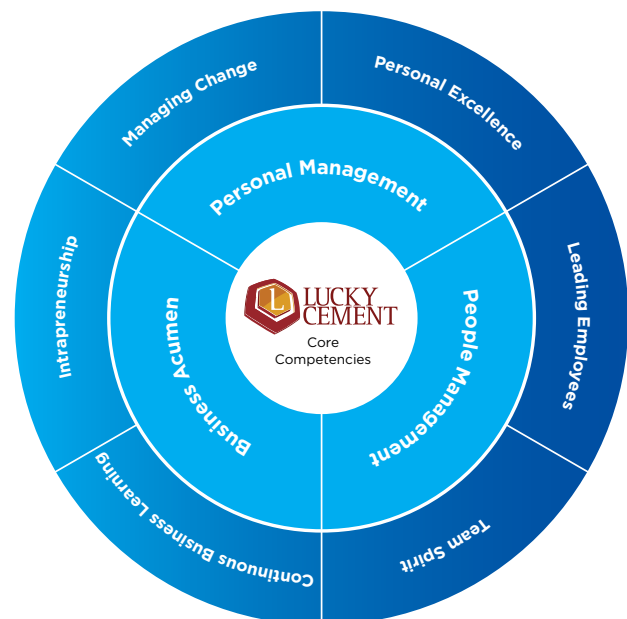 Managing Change
Personal Excellence
Personal Management
Intrapreneurship
Leading Employees
L
LUCKY
CEMENT
Core
Competencies
Business Acumen
People Management
Continuous Business Learning
Team Spirit